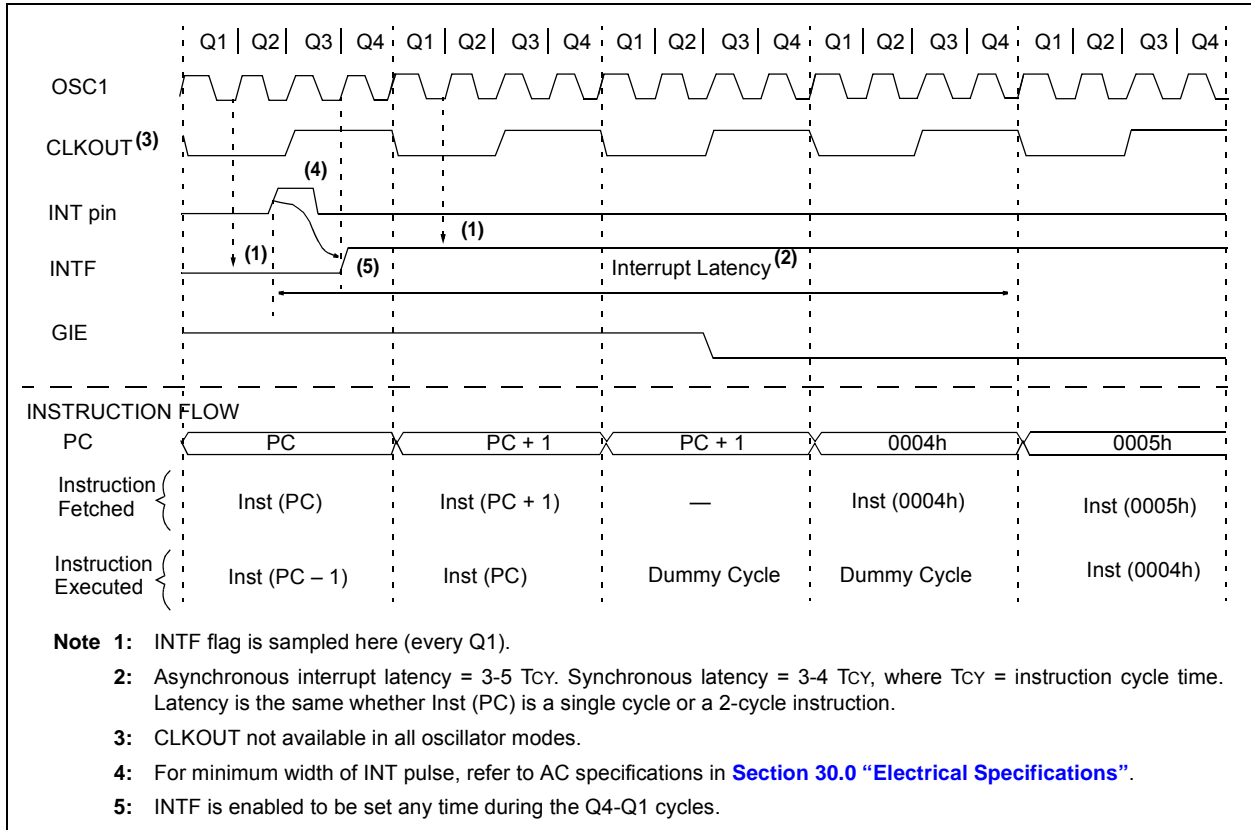 Q1 Q2 Q3 Q4 Q1 Q2 Q3 Q4 Q1 Q2 Q3 Q4 Q1 Q2 Q3 Q4 Q1 Q2 Q3 Q4
OSC1
CLKOUT (3)
(4)
INT pin
(1)
(1)
INTF
(5)
Interrupt Latency (2)
GIE
INSTRUCTION FLOW
PC PC PC + 1 PC + 1 0004h 0005h
Instruction
Fetched
Inst (PC) Inst (PC + 1) — Inst (0004h) Inst (0005h)
Instruction
Executed
Inst (PC – 1) Inst (PC) Dummy Cycle Dummy Cycle Inst (0004h)
Note 1: INTF flag is sampled here (every Q1).
2: Asynchronous interrupt latency = 3-5 TCY. Synchronous latency = 3-4 TCY, where TCY = instruction cycle time.
Latency is the same whether Inst (PC) is a single cycle or a 2-cycle instruction.
3: CLKOUT not available in all oscillator modes.
4: For minimum width of INT pulse, refer to AC specifications in Section 30.0 “Electrical Specifications”.
5: INTF is enabled to be set any time during the Q4-Q1 cycles.